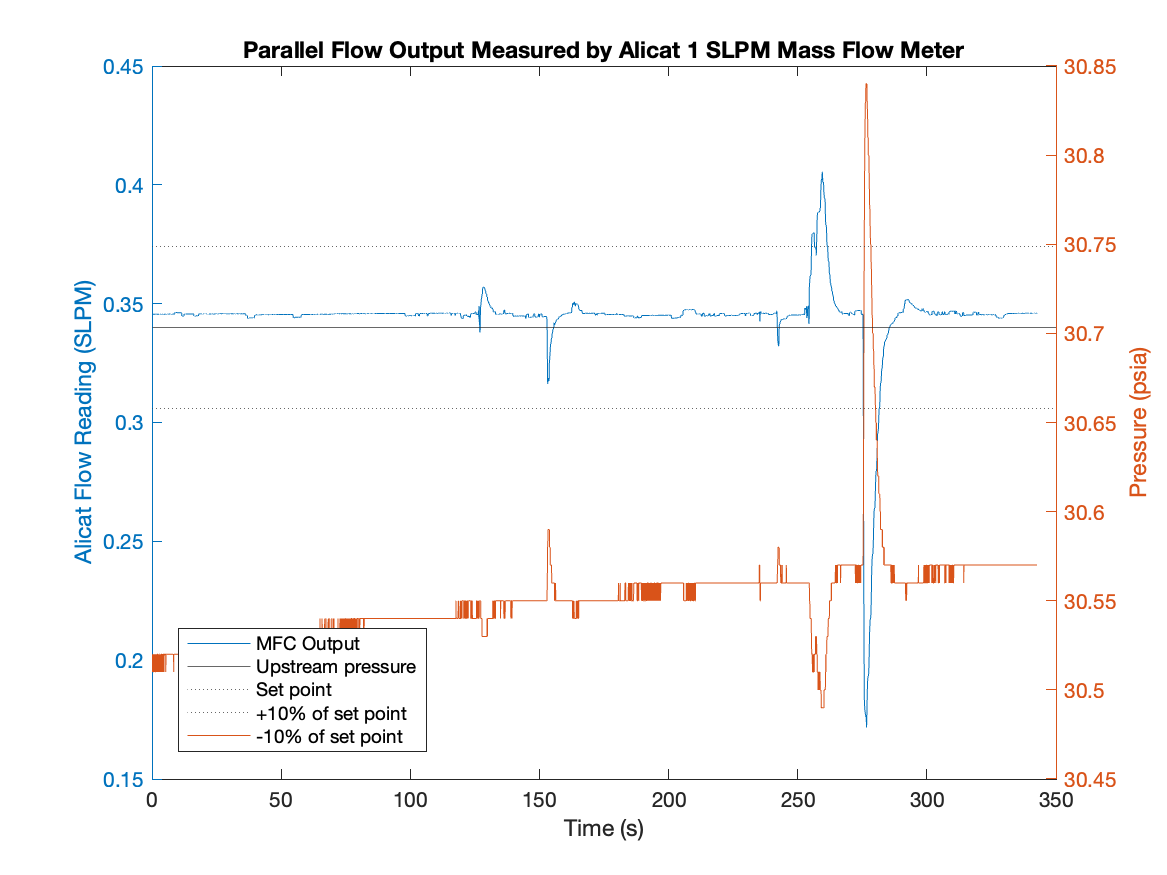 Parallel Flow Output Measured by Alicat 1 SLPM Mass Flow Meter
0.45
0.4
0.35
0.3
0.25
0.2
0.15
Alicat Flow Reading (SLPM)
30.85
30.8
30.75
30.7
30.65
30.6
30.55
30.5
30.45
Pressure (psia)
MFC Output
Upstream pressure
Set point
+10% of set point
-10% of set point
0 50 100 150 200 250 300 350
Time (s)